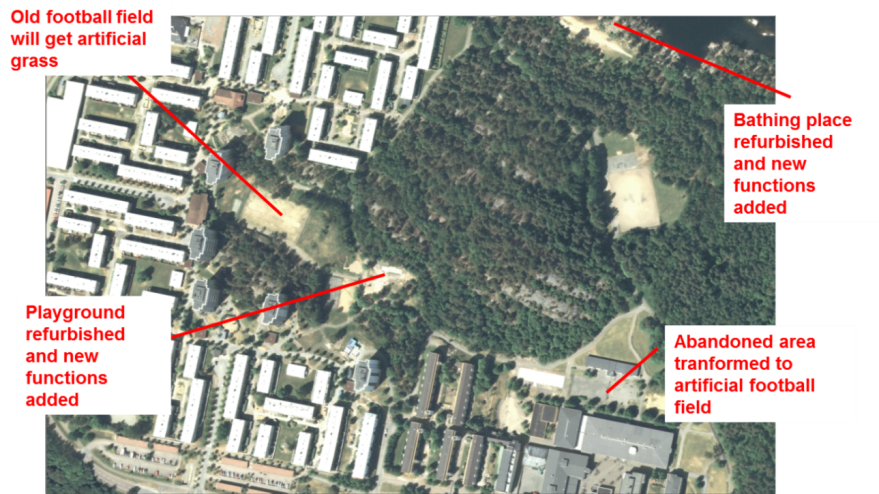 Old football field
will get artificial
grass
Bathing place
refurbished
and new
functions
added
Playground
refurbished
and new
functions
added
Abandoned area
tranformed to
artificial football
field